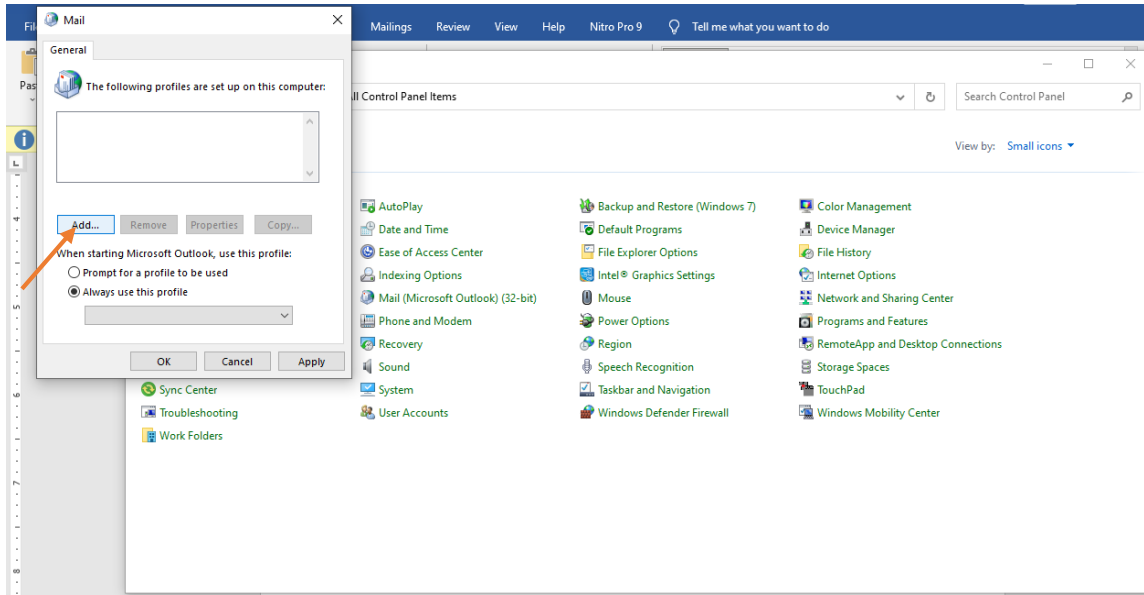 File
Mailings Review View Help Nitro Pro 9 Tell me what you want to do
Mail
General
The following profiles are set up on this computer:
Add... Remove Properties Copy...
When starting Microsoft Outlook, use this profile:
Prompt for a profile to be used
Always use this profile
OK Cancel Apply
Pas
ll Control Panel Items
Search Control Panel
View by: Small icons
AutoPlay
Backup and Restore (Windows 7)
Color Management
Date and Time
Default Programs
Device Manager
Ease of Access Center
File Explorer Options
File History
Indexing Options
Intel® Graphics Settings
Internet Options
Mail (Microsoft Outlook) (32-bit)
Mouse
Network and Sharing Center
Phone and Modem
Power Options
Programs and Features
Recovery
Region
RemoteApp and Desktop Connections
Sound
Speech Recognition
Storage Spaces
Sync Center
System
Taskbar and Navigation
TouchPad
Troubleshooting
User Accounts
Windows Defender Firewall
Windows Mobility Center
Work Folders
4
5
6
7
8